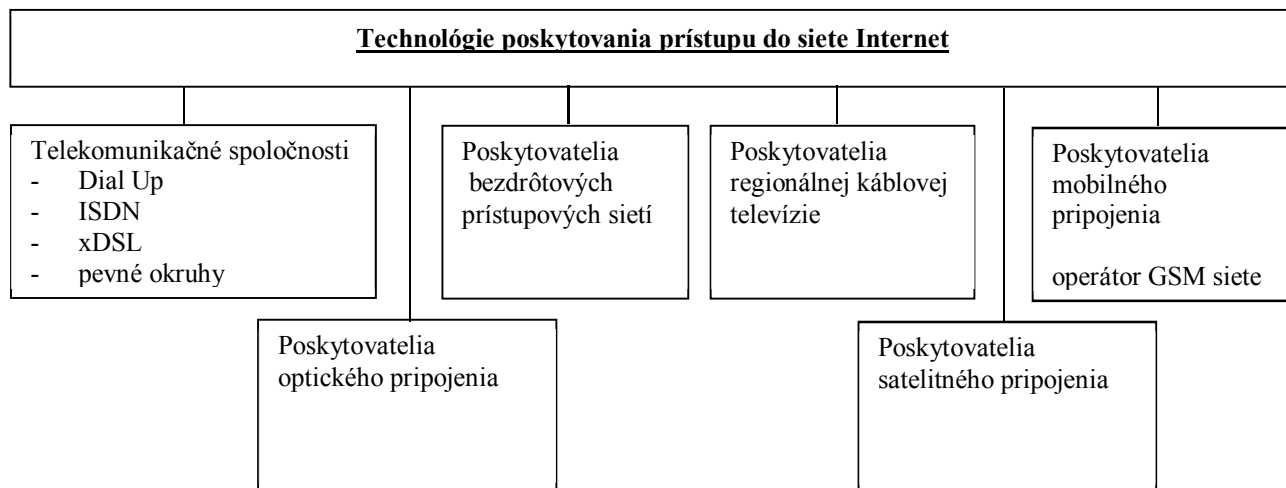 Technológie poskytovania prístupu do siete Internet
Telekomunikačné spoločnosti
- Dial Up
- ISDN
- xDSL
- pevné okruhy
Poskytovatelia
bezdrôtových
prístupových sietí
Poskytovatelia
regionálnej káblovej
televízie
Poskytovatelia
mobilného
pripojenia
operátor GSM siete
Poskytovatelia
optického pripojenia
Poskytovatelia
satelitného pripojenia